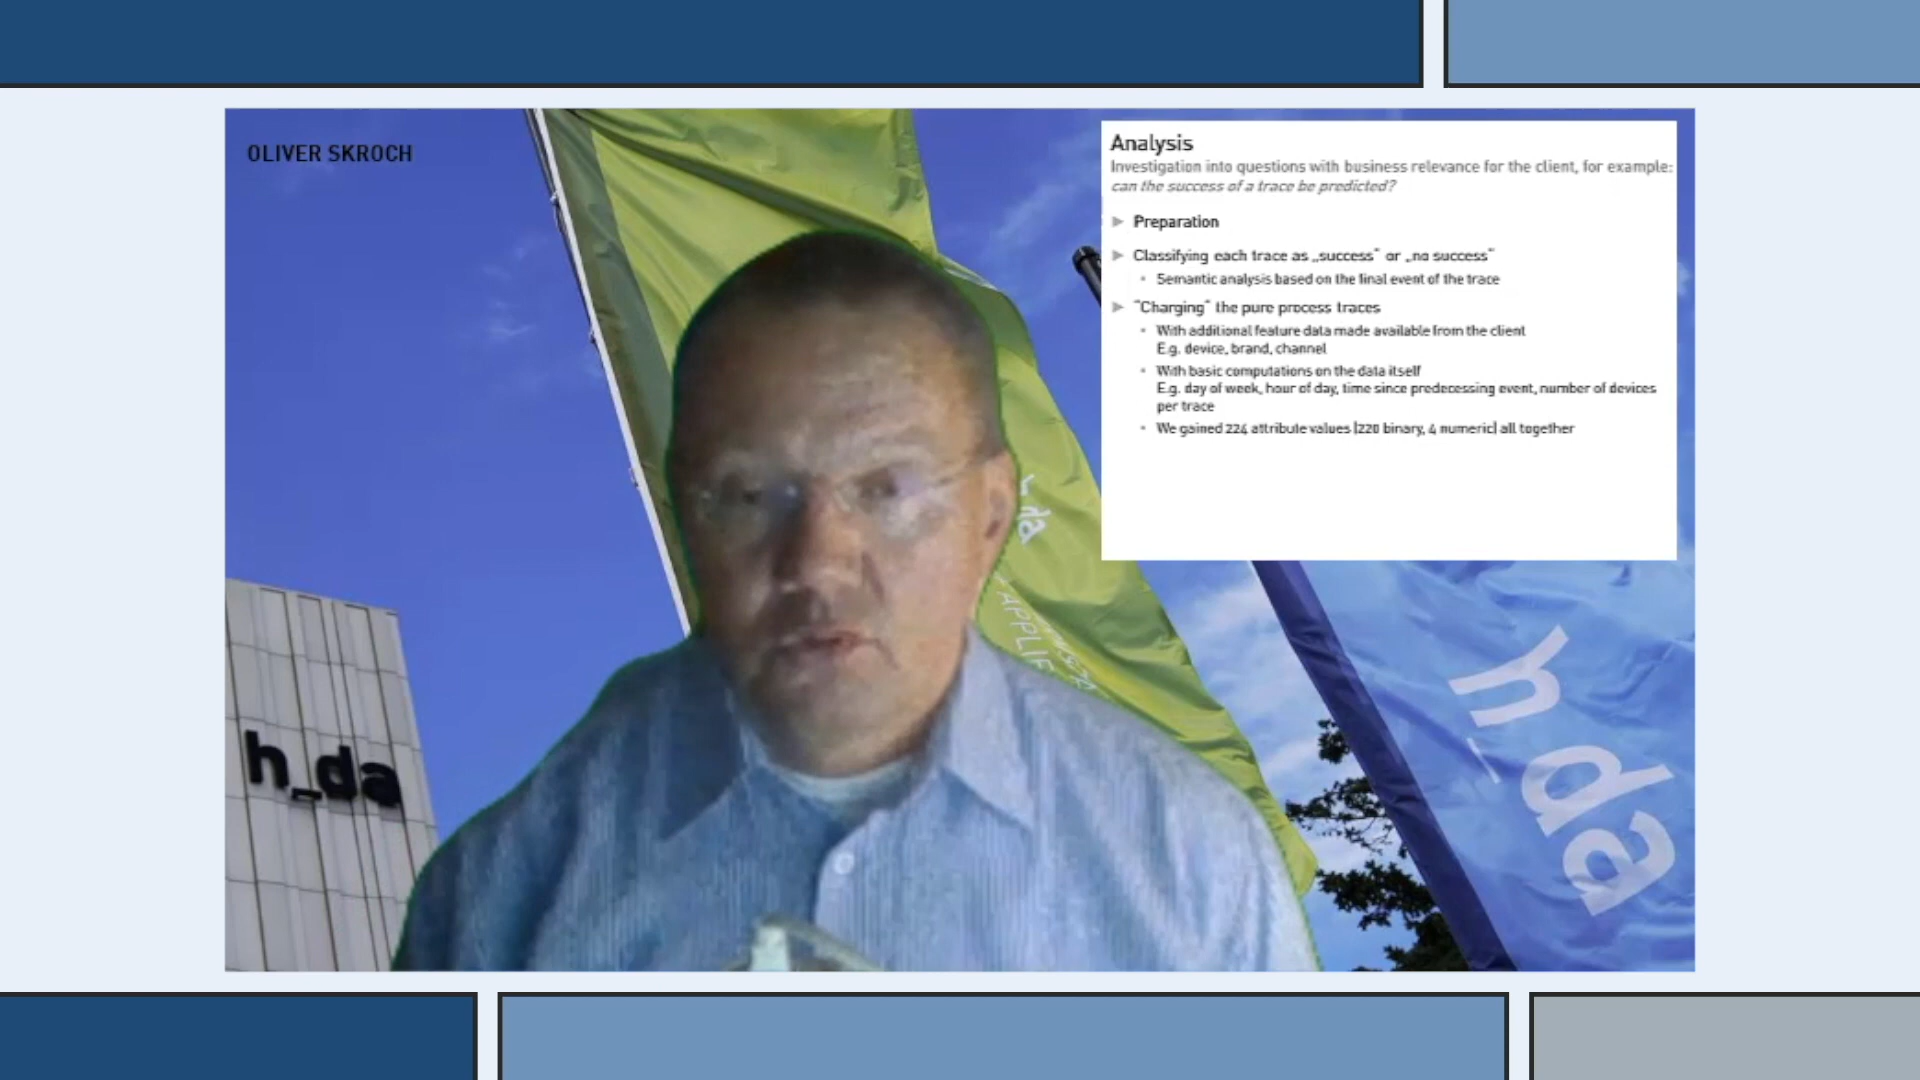 OLIVER SKROCH
Analysis
Investigation into questions with business relevance for the client, for example:
can the success of a trace be predicted?
► Preparation
► Classifying each trace as „success“ or „no success“
• Semantic analysis based on the final event of the trace
► “Charging” the pure process traces
• With additional feature data made available from the client
E.g. device, brand, channel
• With basic computations on the data itself
E.g. day of week, hour of day, time since predecessing event, number of devices
per trace
• We gained 224 attribute values (220 binary, 4 numeric) all together
h_da
h_da
h_da